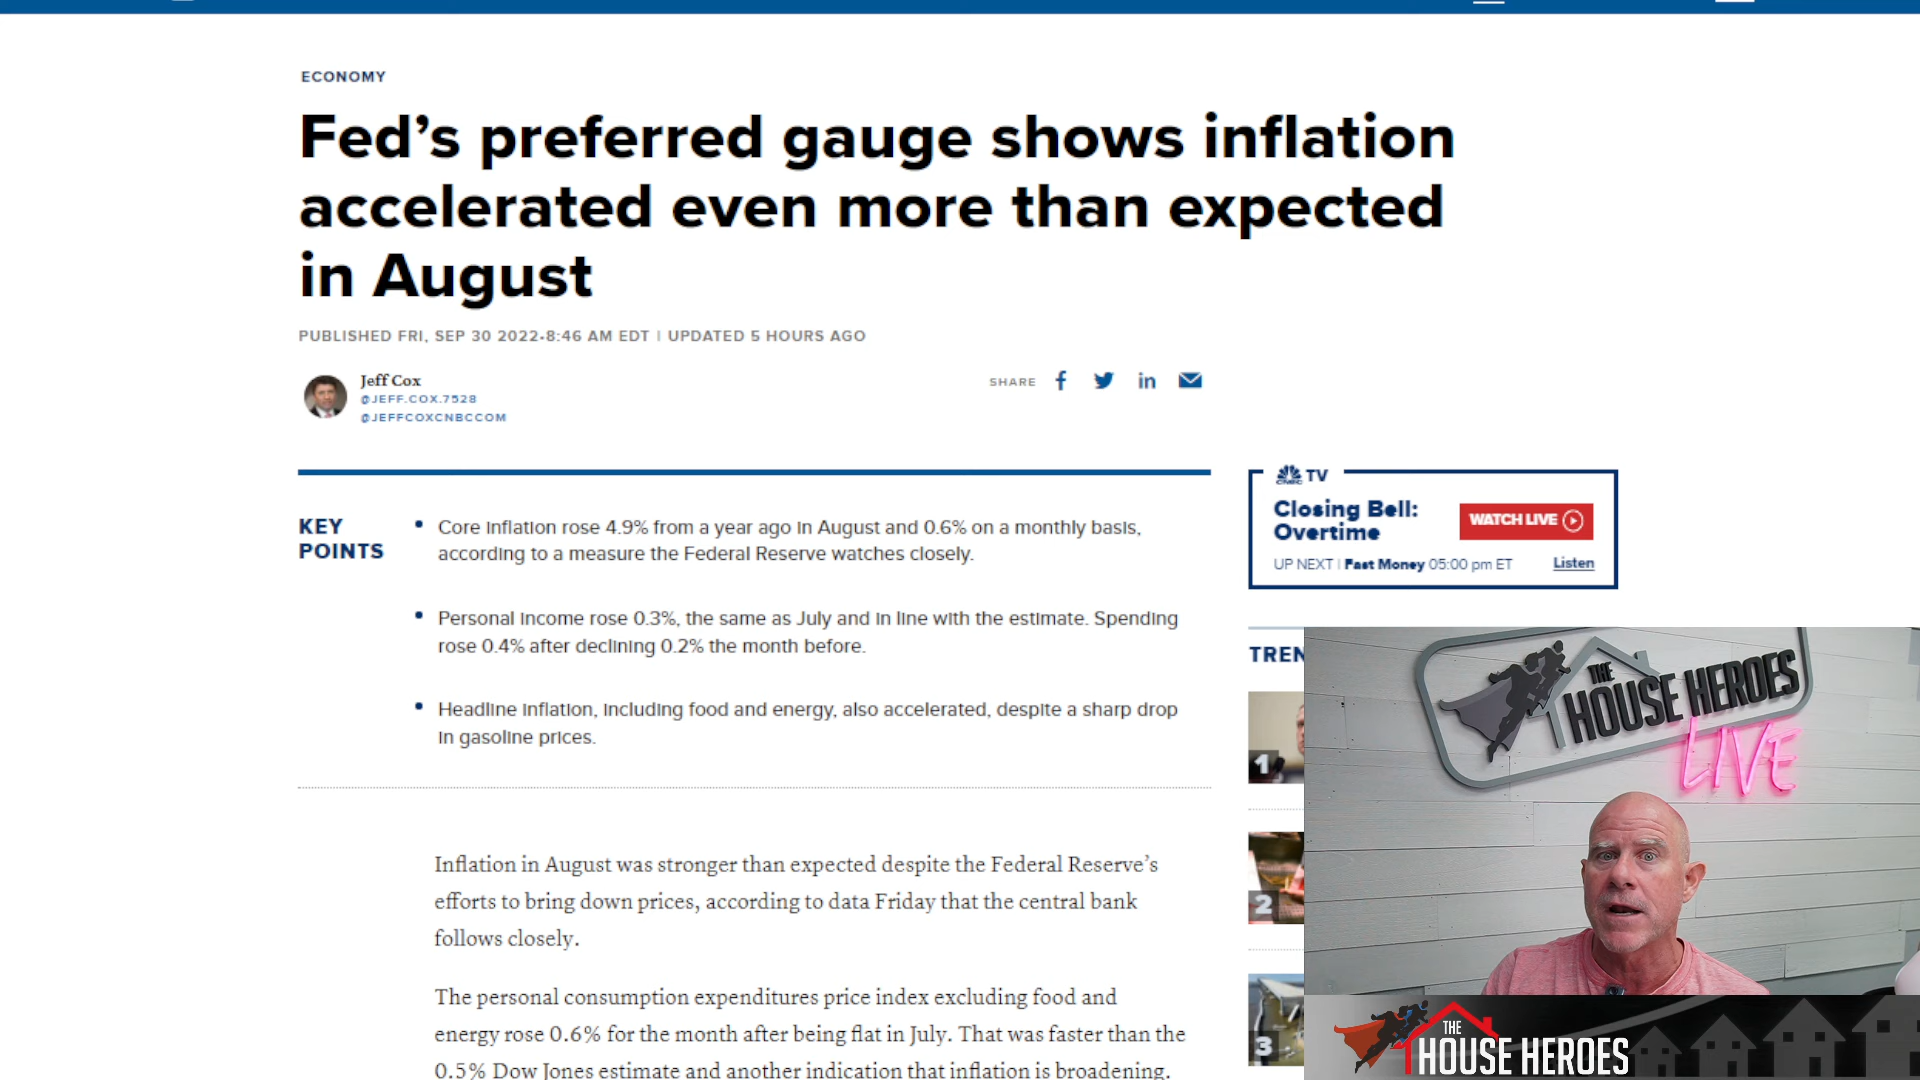 ECONOMY
Fed's preferred gauge shows inflation
accelerated even more than expected
in August
PUBLISHED FRI, SEP 30 2022•8:46 AM EDT | UPDATED 5 HOURS AGO
Jeff Cox
@JEFF.COX.7528
@JEFFCOXCNBCCOM
SHARE
KEY
POINTS
• Core inflation rose 4.9% from a year ago in August and 0.6% on a monthly basis,
according to a measure the Federal Reserve watches closely.
• Personal income rose 0.3%, the same as July and in line with the estimate. Spending
rose 0.4% after declining 0.2% the month before.
• Headline inflation, including food and energy, also accelerated, despite a sharp drop
in gasoline prices.
Inflation in August was stronger than expected despite the Federal Reserve's
efforts to bring down prices, according to data Friday that the central bank
follows closely.
The personal consumption expenditures price index excluding food and
energy rose 0.6% for the month after being flat in July. That was faster than the
0.5% Dow Jones estimate and another indication that inflation is broadening.
CNBC TV
Closing Bell:
Overtime
WATCH LIVE
UP NEXT | Fast Money 05:00 pm ET
Listen
TREN
1
2
3
THE
HOUSE HEROES
LIVE
THE
HOUSE HEROES